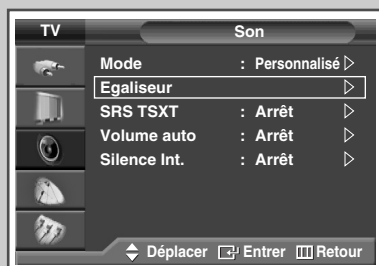 TV Son
Mode : Personnalisé
Egaliseur
SRS TSXT : Arrêt
Volume auto : Arrêt
Silence Int. : Arrêt
Déplacer Entrer Retour